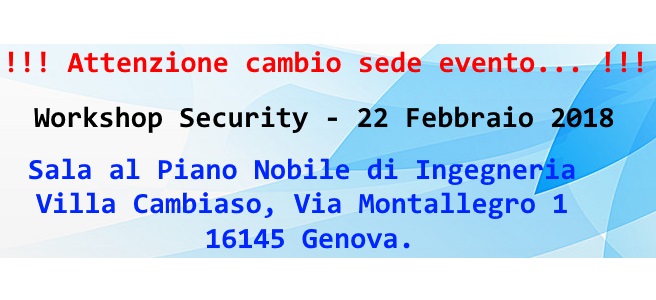 !!! Attenzione cambio sede evento... !!!
Workshop Security - 22 Febbraio 2018
Sala al Piano Nobile di Ingegneria
Villa Cambiaso, Via Montallegro 1
16145 Genova.